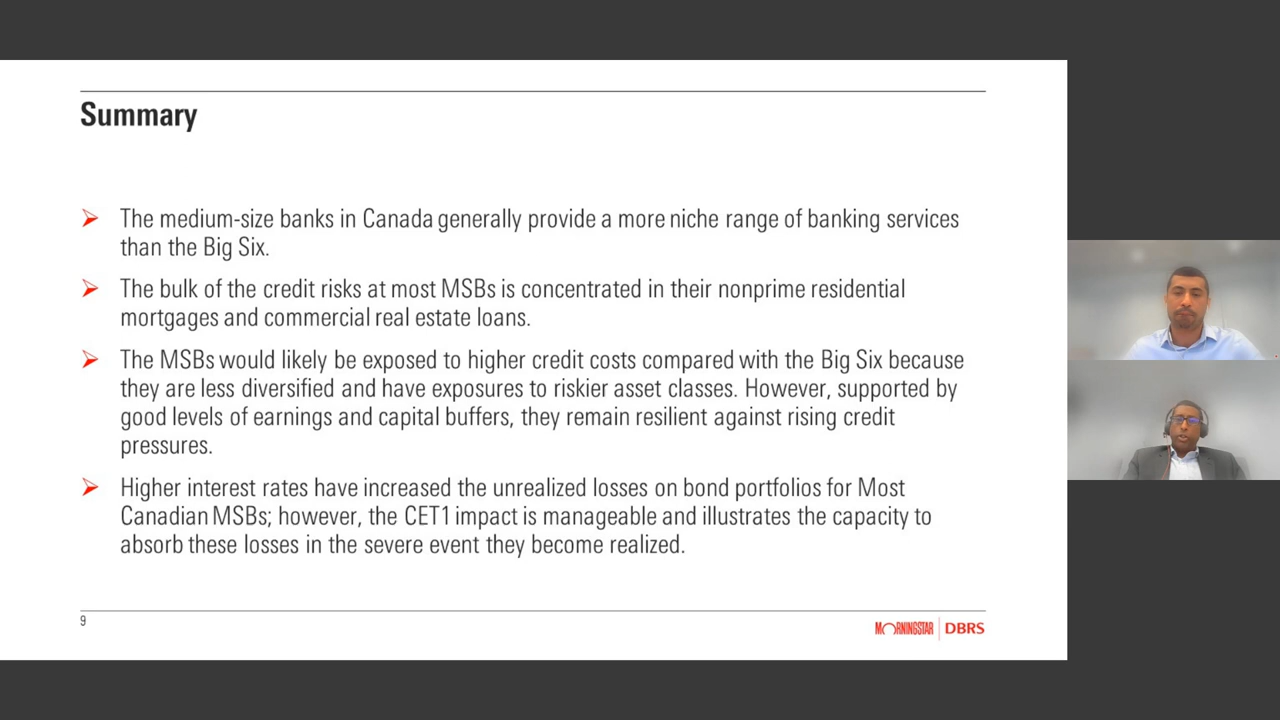 Summary
The medium-size banks in Canada generally provide a more niche range of banking services
than the Big Six.
The bulk of the credit risks at most MSBs is concentrated in their nonprime residential
mortgages and commercial real estate loans.
The MSBs would likely be exposed to higher credit costs compared with the Big Six because
they are less diversified and have exposures to riskier asset classes. However, supported by
good levels of earnings and capital buffers, they remain resilient against rising credit
pressures.
Higher interest rates have increased the unrealized losses on bond portfolios for Most
Canadian MSBs; however, the CET1 impact is manageable and illustrates the capacity to
absorb these losses in the severe event they become realized.
9
MORNINGSTAR DBRS